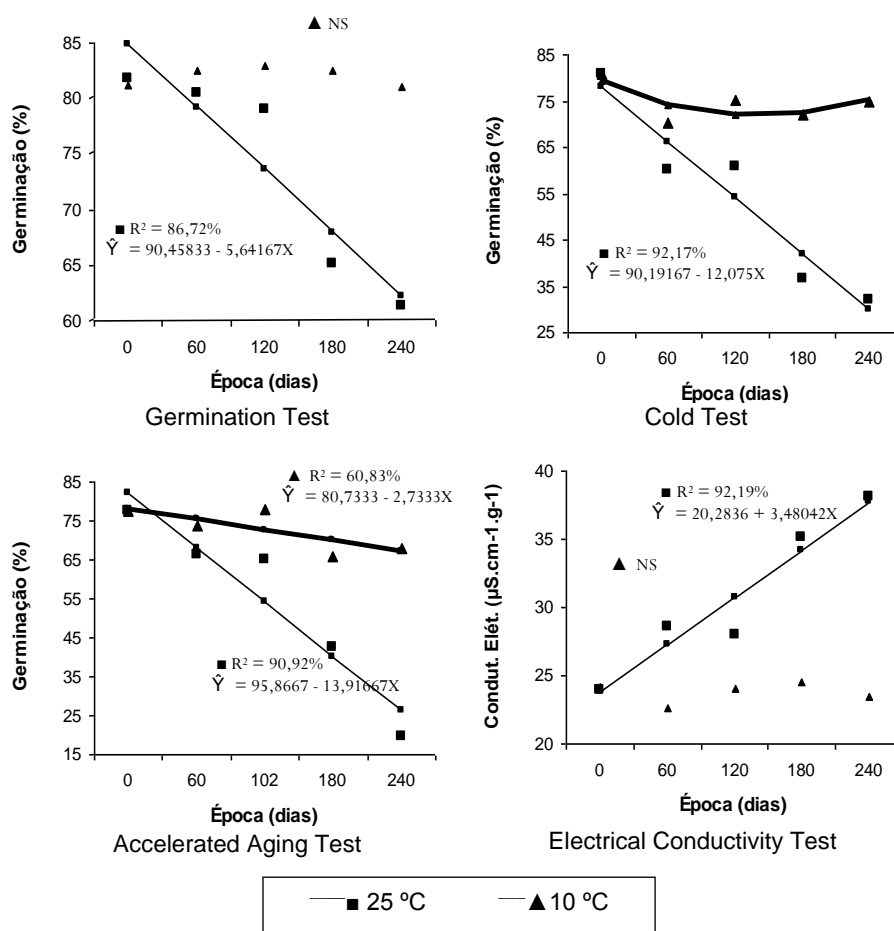 ▲ NS
85
80
75
70
65
60
Germinação (%)
■ R² = 86,72%
Ŷ = 90,45833 - 5,64167X
0 60 120 180 240
Época (dias)
Germination Test
85
75
65
55
45
35
25
Germinação (%)
■ R² = 92,17%
Ŷ = 90,19167 - 12,075X
0 60 120 180 240
Época (dias)
Cold Test
85
75
65
55
45
35
25
15
Germinação (%)
▲ R² = 60,83%
Ŷ = 80,7333 - 2,7333X
■ R² = 90,92%
Ŷ = 95,8667 - 13,91667X
0 60 102 180 240
Época (dias)
Accelerated Aging Test
40
35
30
25
20
Condut. Elét. (µS.cm-1.g-1)
■ R² = 92,19%
Ŷ = 20,2836 + 3,48042X
▲ NS
0 60 120 180 240
Época (dias)
Electrical Conductivity Test
■ 25 ºC ▲ 10 ºC